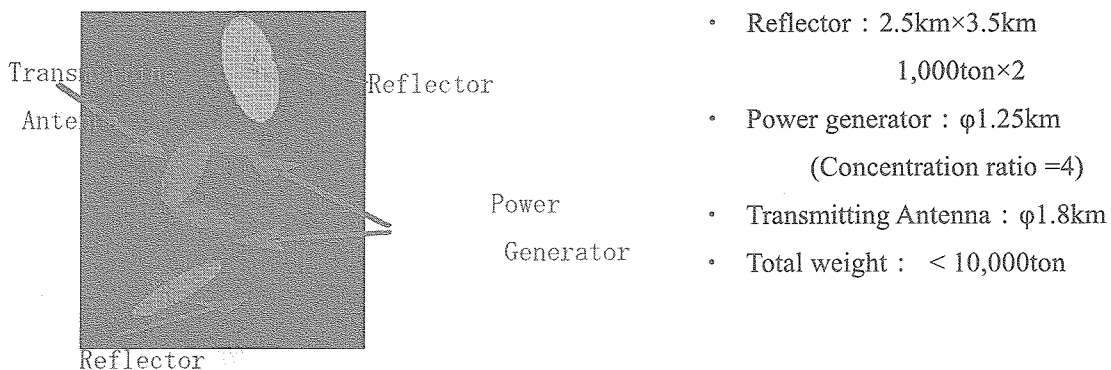 Reflector
Antenna
Reflector
Power
Generator
Reflector
・ Reflector：2.5km×3.5km
1,000ton×2
・ Power generator：φ1.25km
(Concentration ratio =4)
・ Transmitting Antenna：φ1.8km
・ Total weight： < 10,000ton